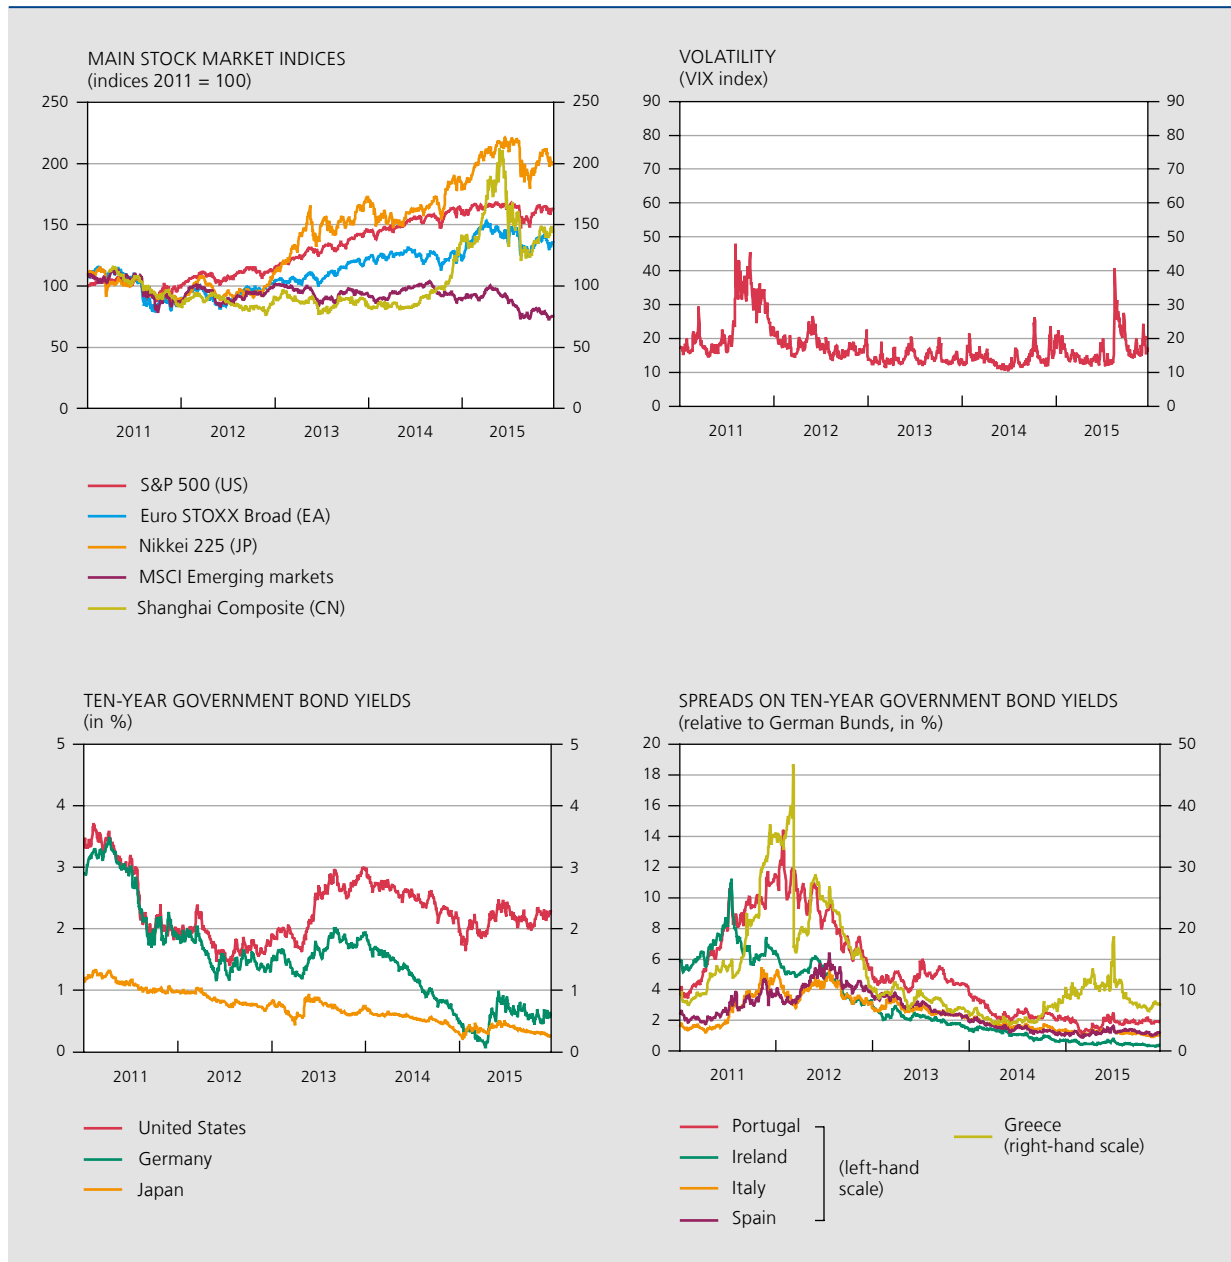 MAIN STOCK MARKET INDICES
(indices 2011 = 100)
250 250
200 200
150 150
100 100
50 50
0 0
2011 2012 2013 2014 2015
S&P 500 (US)
Euro STOXX Broad (EA)
Nikkei 225 (JP)
MSCI Emerging markets
Shanghai Composite (CN)
VOLATILITY
(VIX index)
90 90
80 80
70 70
60 60
50 50
40 40
30 30
20 20
10 10
0 0
2011 2012 2013 2014 2015
TEN-YEAR GOVERNMENT BOND YIELDS
(in %)
5 5
4 4
3 3
2 2
1 1
0 0
2011 2012 2013 2014 2015
United States
Germany
Japan
SPREADS ON TEN-YEAR GOVERNMENT BOND YIELDS
(relative to German Bunds, in %)
20 50
18
16 40
14
12 30
10
8 20
6
4 10
2
0 0
2011 2012 2013 2014 2015
Portugal
Ireland
Italy
Spain
(left-hand
scale)
Greece
(right-hand scale)